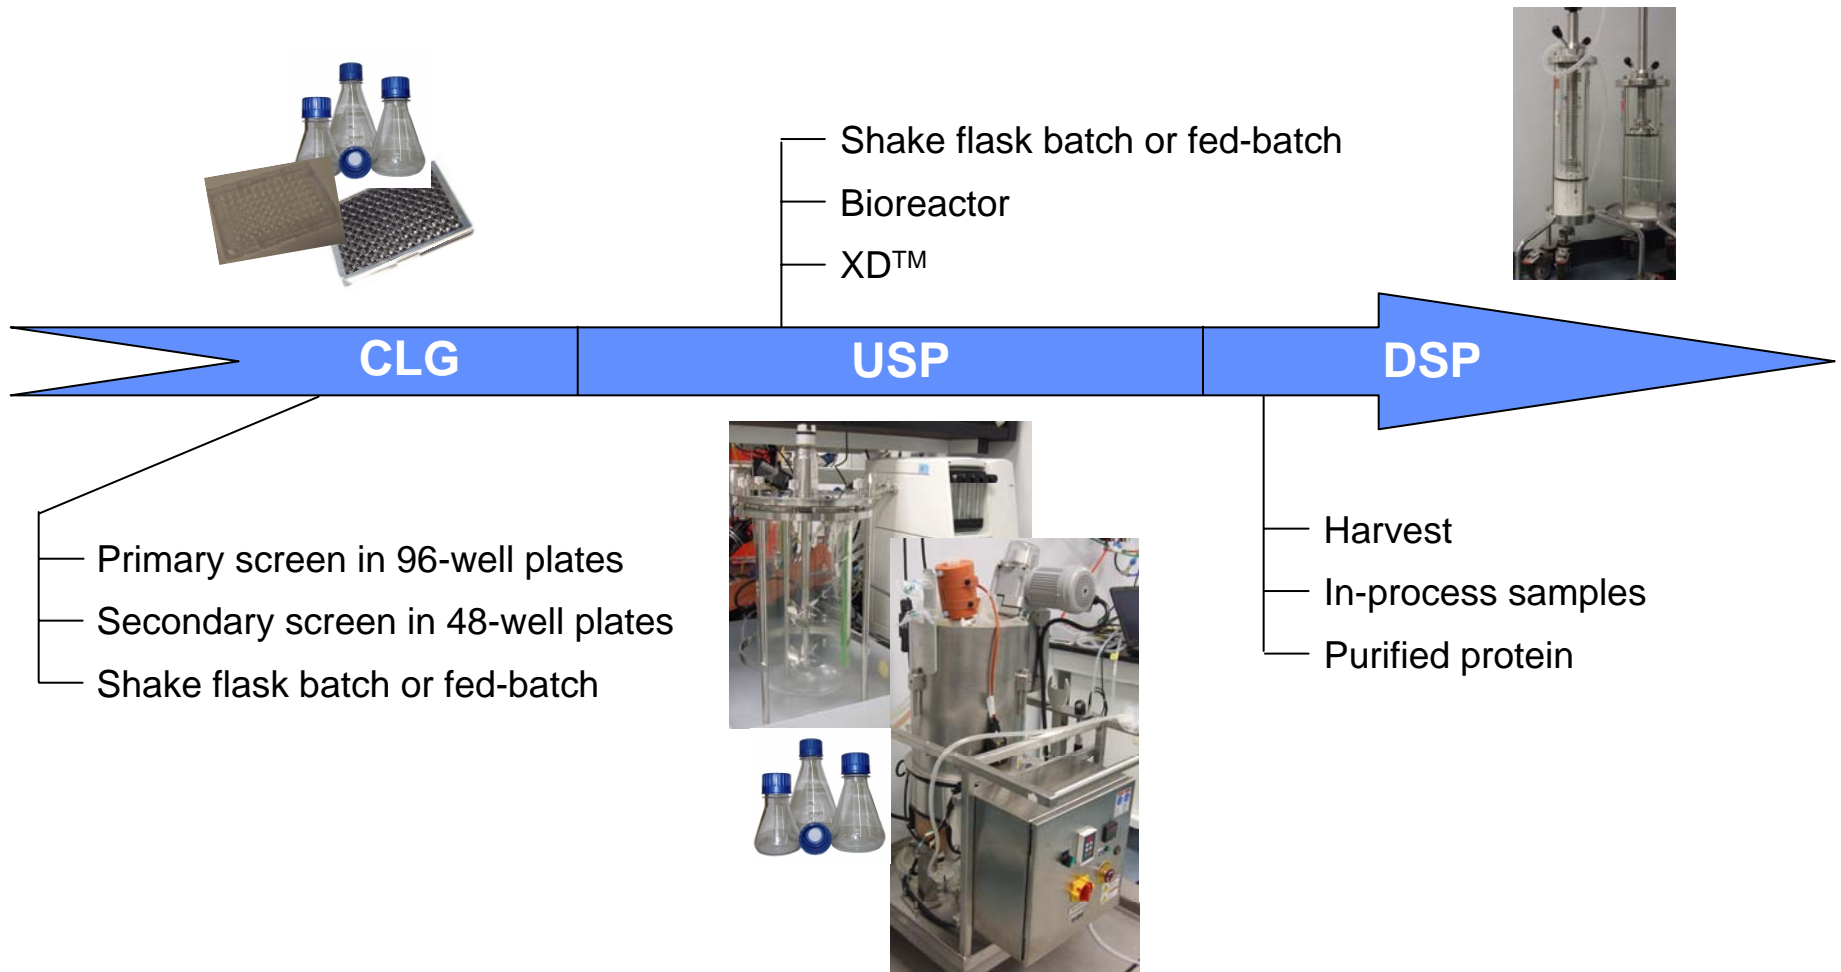 Shake flask batch or fed-batch
Bioreactor
XD™
CLG
USP
DSP
Primary screen in 96-well plates
Secondary screen in 48-well plates
Shake flask batch or fed-batch
Harvest
In-process samples
Purified protein